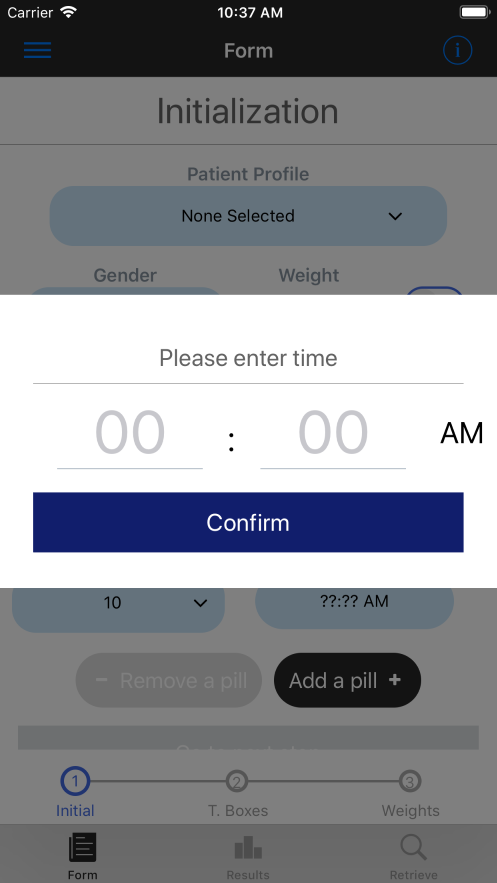 Carrier 10:37 AM
Form i
Initialization
Patient Profile
None Selected
Gender Weight
Please enter time
00 : 00 AM
Confirm
10 ??:?? AM
− Remove a pill Add a pill +
1 2 3
Initial T. Boxes Weights
Form Results Retrieve